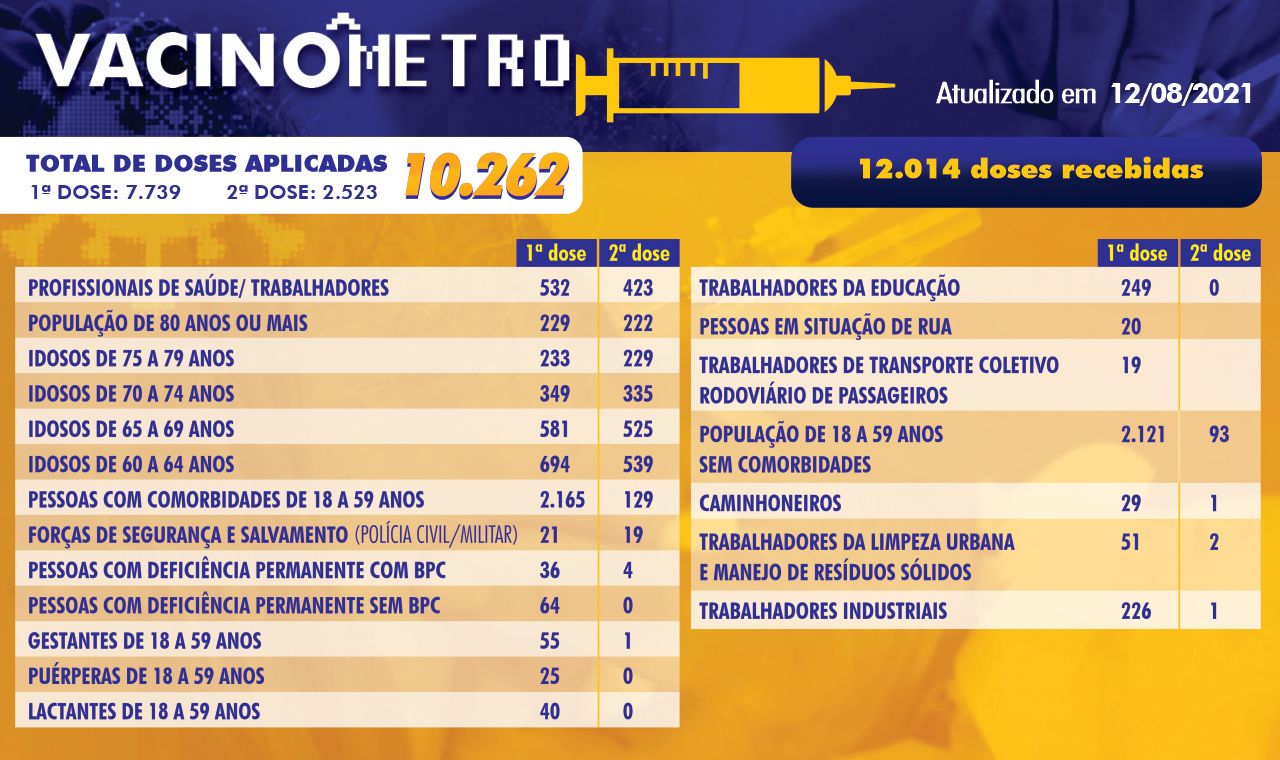 VACINÔMETRO
Atualizado em 12/08/2021
TOTAL DE DOSES APLICADAS 10.262
1ª DOSE: 7.739 2ª DOSE: 2.523
12.014 doses recebidas
1ª dose 2ª dose
PROFISSIONAIS DE SAÚDE/ TRABALHADORES 532 423
POPULAÇÃO DE 80 ANOS OU MAIS 229 222
IDOSOS DE 75 A 79 ANOS 233 229
IDOSOS DE 70 A 74 ANOS 349 335
IDOSOS DE 65 A 69 ANOS 581 525
IDOSOS DE 60 A 64 ANOS 694 539
PESSOAS COM COMORBIDADES DE 18 A 59 ANOS 2.165 129
FORÇAS DE SEGURANÇA E SALVAMENTO (POLÍCIA CIVIL/MILITAR) 21 19
PESSOAS COM DEFICIÊNCIA PERMANENTE COM BPC 36 4
PESSOAS COM DEFICIÊNCIA PERMANENTE SEM BPC 64 0
GESTANTES DE 18 A 59 ANOS 55 1
PUÉRPERAS DE 18 A 59 ANOS 25 0
LACTANTES DE 18 A 59 ANOS 40 0
1ª dose 2ª dose
TRABALHADORES DA EDUCAÇÃO 249 0
PESSOAS EM SITUAÇÃO DE RUA 20
TRABALHADORES DE TRANSPORTE COLETIVO 19
RODOVIÁRIO DE PASSAGEIROS
POPULAÇÃO DE 18 A 59 ANOS 2.121 93
SEM COMORBIDADES
CAMINHONEIROS 29 1
TRABALHADORES DA LIMPEZA URBANA 51 2
E MANEJO DE RESÍDUOS SÓLIDOS
TRABALHADORES INDUSTRIAIS 226 1